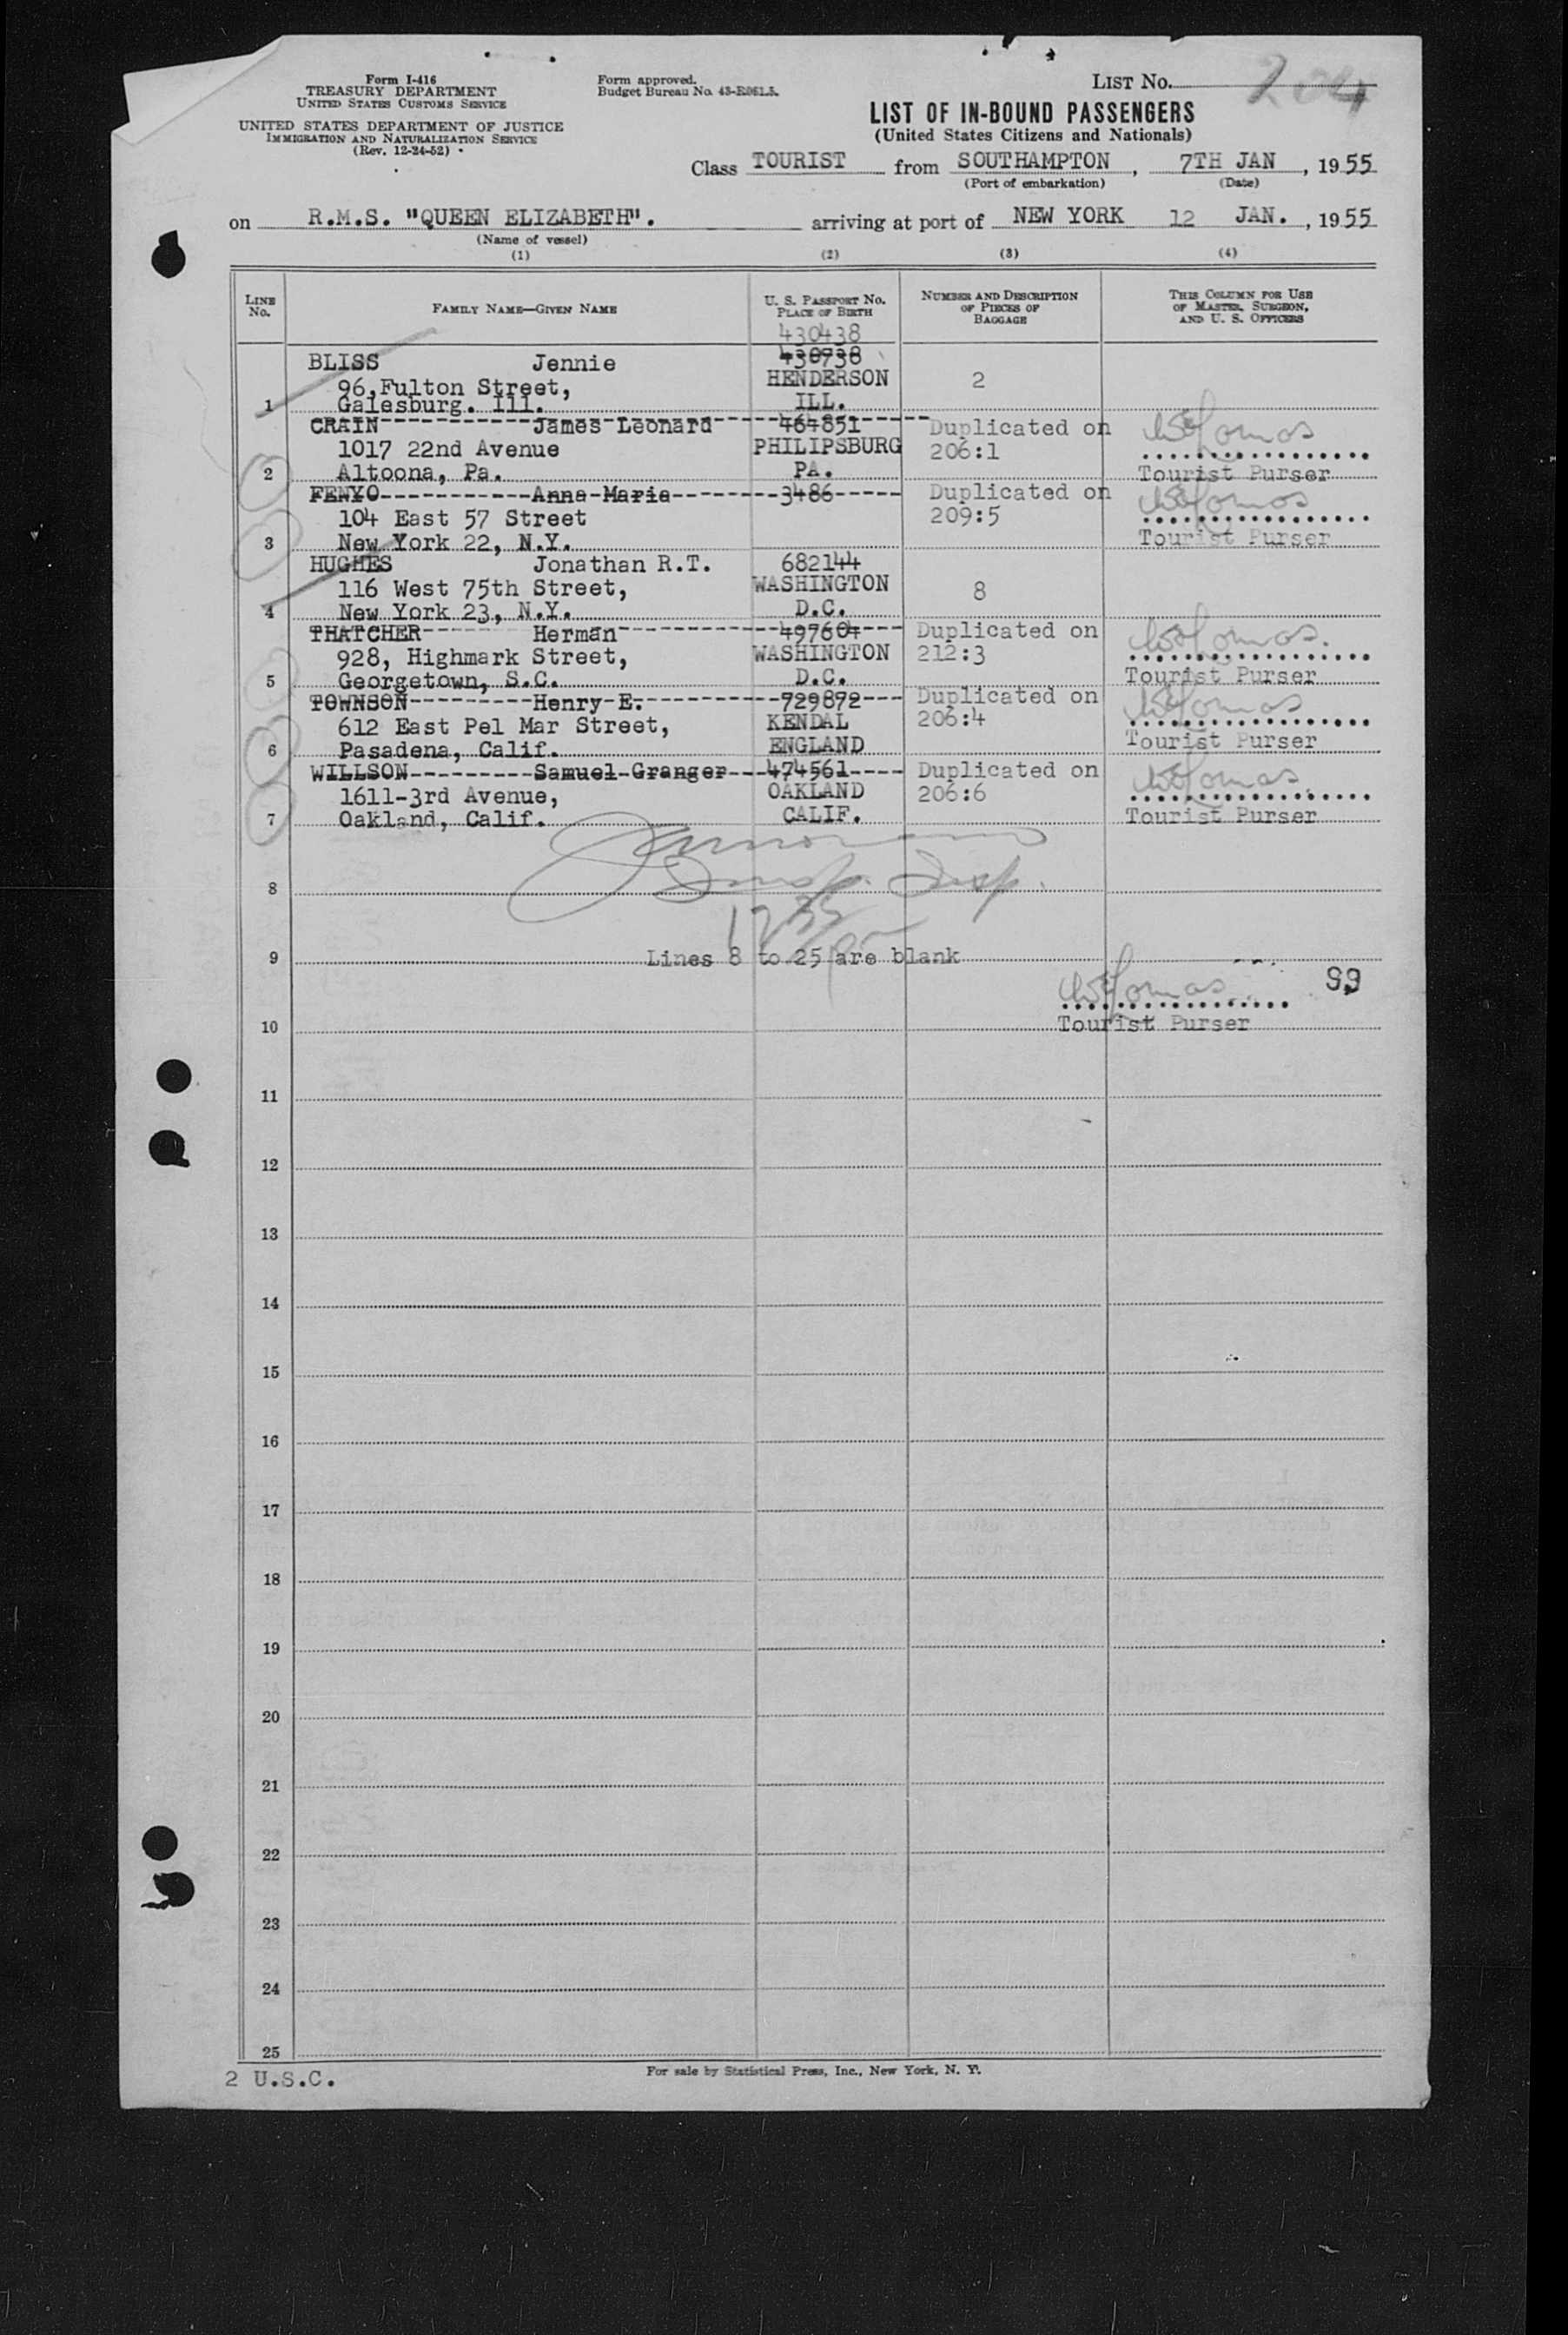 Form I-416
TREASURY DEPARTMENT
UNITED STATES CUSTOMS SERVICE
UNITED STATES DEPARTMENT OF JUSTICE
IMMIGRATION AND NATURALIZATION SERVICE
(Rev. 12-24-52)
Form approved.
Budget Bureau No. 43-R061.5.
LIST No. 204
LIST OF IN-BOUND PASSENGERS
(United States Citizens and Nationals)
Class TOURIST from SOUTHAMPTON, 7TH JAN, 1955
(Port of embarkation) (Date)
on R.M.S. "QUEEN ELIZABETH". arriving at port of NEW YORK 12 JAN., 1955
(Name of vessel)
(1) (2) (3) (4)
LINE No.
FAMILY NAME—GIVEN NAME
U. S. PASSPORT No.
PLACE OF BIRTH
NUMBER AND DESCRIPTION OF PIECES OF BAGGAGE
THIS COLUMN FOR USE OF MASTER, SURGEON, AND U. S. OFFICERS
430438
BLISS Jennie 430738
96,Fulton Street, HENDERSON 2
1 Galesburg. Ill. ILL.
CRAIN------------James-Leonard-----464851----- Duplicated on
1017 22nd Avenue PHILIPSBURG 206:1
2 Altoona, Pa. PA. Tourist Purser
FENYO------------Anna-Maria--------3486----- Duplicated on
104 East 57 Street 209:5
3 New York 22, N.Y. Tourist Purser
HUGHES Jonathan R.T. 682144
116 West 75th Street, WASHINGTON 8
4 New York 23, N.Y. D.C.
THATCHER---------Herman------------497604---- Duplicated on
928, Highmark Street, WASHINGTON 212:3
5 Georgetown, S.C. D.C. Tourist Purser
TOWNSON----------Henry-E.----------729872--- Duplicated on
612 East Pel Mar Street, KENDAL 206:4
6 Pasadena, Calif. ENGLAND Tourist Purser
WILLSON----------Samuel-Granger---474561---- Duplicated on
1611-3rd Avenue, OAKLAND 206:6
7 Oakland, Calif. CALIF. Tourist Purser
8
9 Lines 8 to 25 are blank
99
10 Tourist Purser
11
12
13
14
15
16
17
18
19
20
21
22
23
24
25
2 U.S.C.
For sale by Statistical Press, Inc., New York, N. Y.